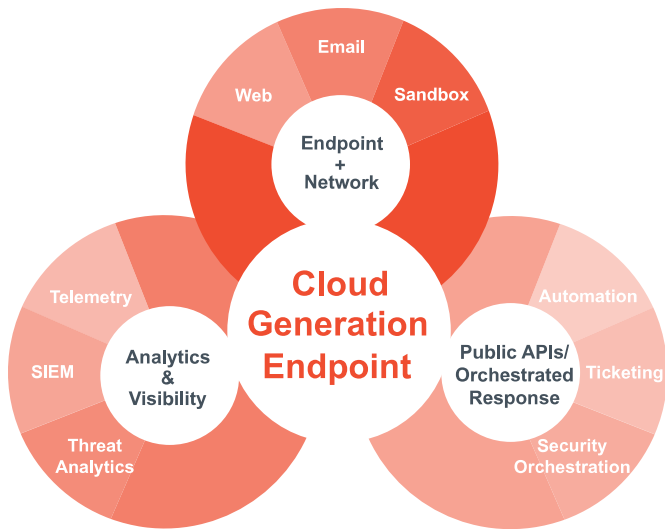 Email
Web
Sandbox
Endpoint
+
Network
Cloud
Generation
Endpoint
Telemetry
SIEM
Threat
Analytics
Analytics
&
Visibility
Public APIs/
Orchestrated
Response
Automation
Ticketing
Security
Orchestration